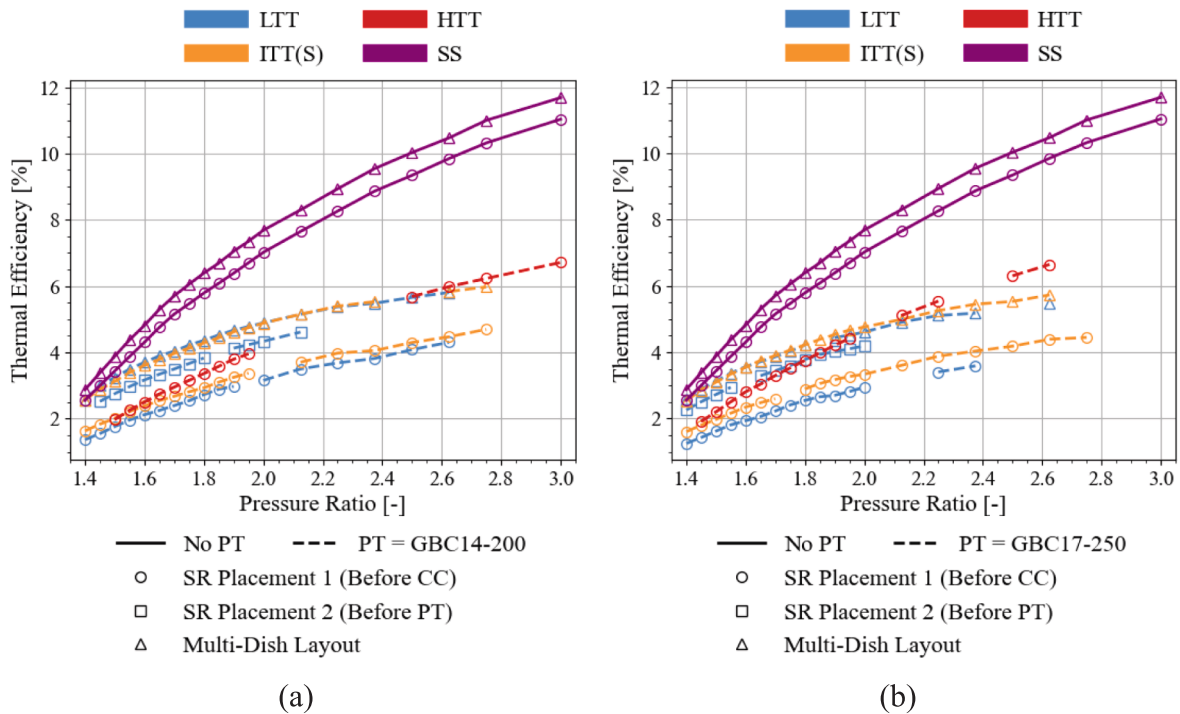 LTT HTT
ITT(S) SS
Thermal Efficiency [%]
12
10
8
6
4
2
1.4 1.6 1.8 2.0 2.2 2.4 2.6 2.8 3.0
Pressure Ratio [-]
No PT PT = GBC14-200
SR Placement 1 (Before CC)
SR Placement 2 (Before PT)
Multi-Dish Layout
(a)
LTT HTT
ITT(S) SS
Thermal Efficiency [%]
12
10
8
6
4
2
1.4 1.6 1.8 2.0 2.2 2.4 2.6 2.8 3.0
Pressure Ratio [-]
No PT PT = GBC17-250
SR Placement 1 (Before CC)
SR Placement 2 (Before PT)
Multi-Dish Layout
(b)